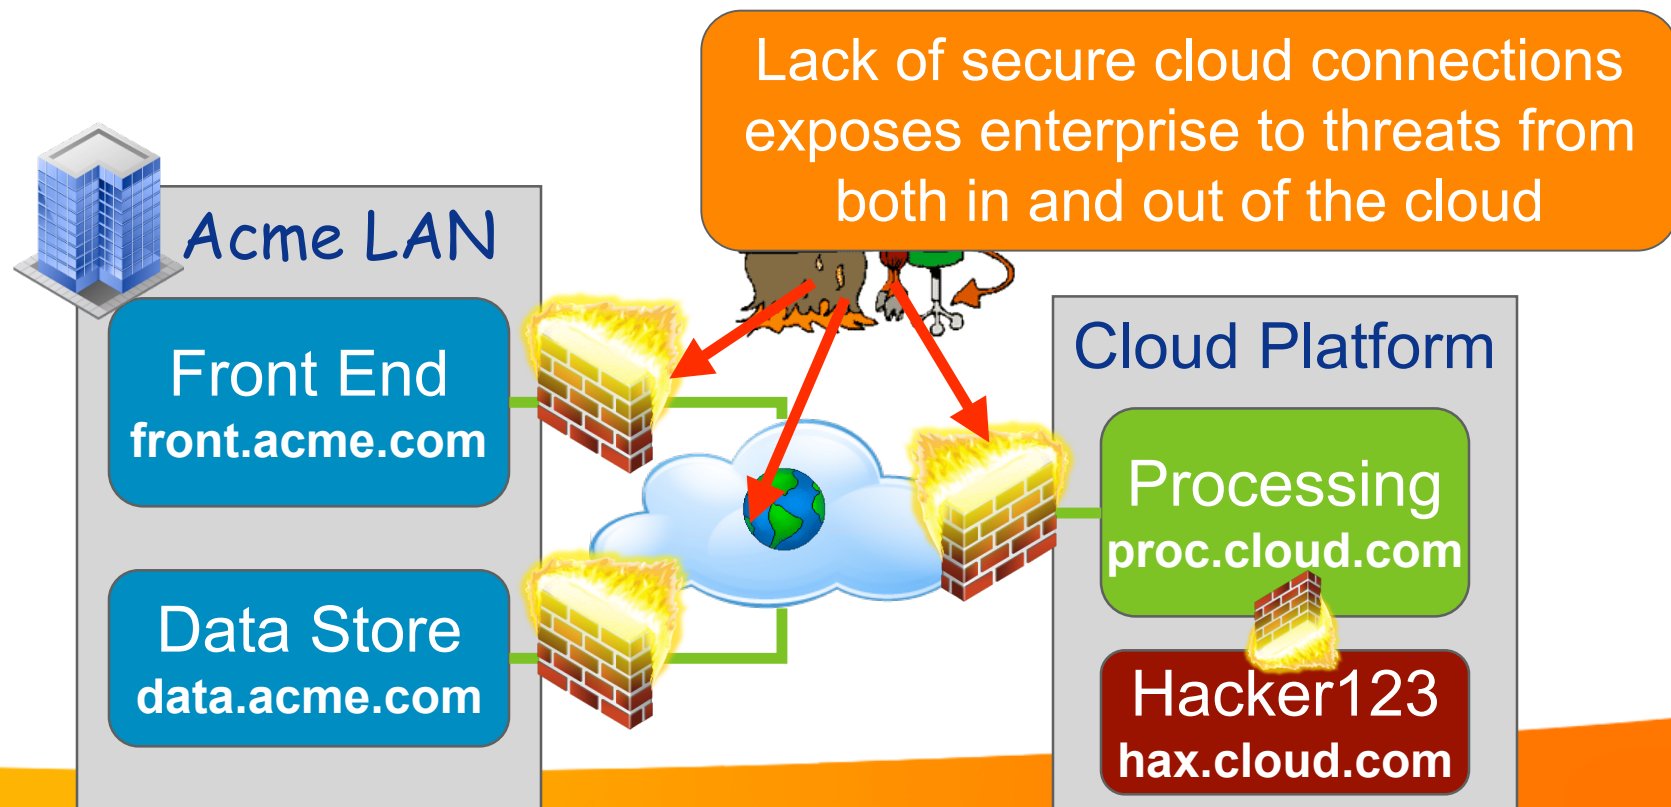 Lack of secure cloud connections
exposes enterprise to threats from
both in and out of the cloud
Acme LAN
Front End
front.acme.com
Data Store
data.acme.com
Cloud Platform
Processing
proc.cloud.com
Hacker123
hax.cloud.com